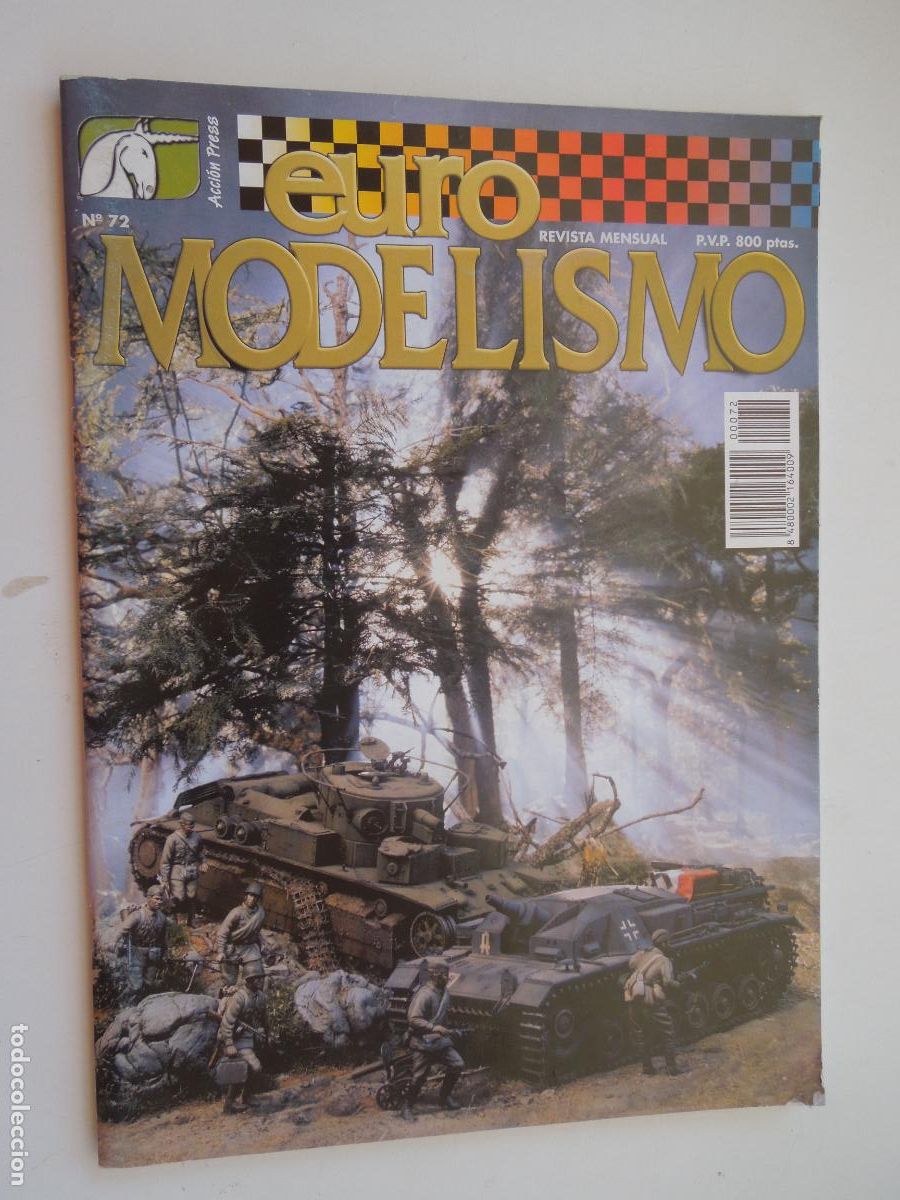 Acción Press
Nº 72
euro
REVISTA MENSUAL P.V.P. 800 ptas.
MODELISMO
00072
8 480002 164009
todocoleccion